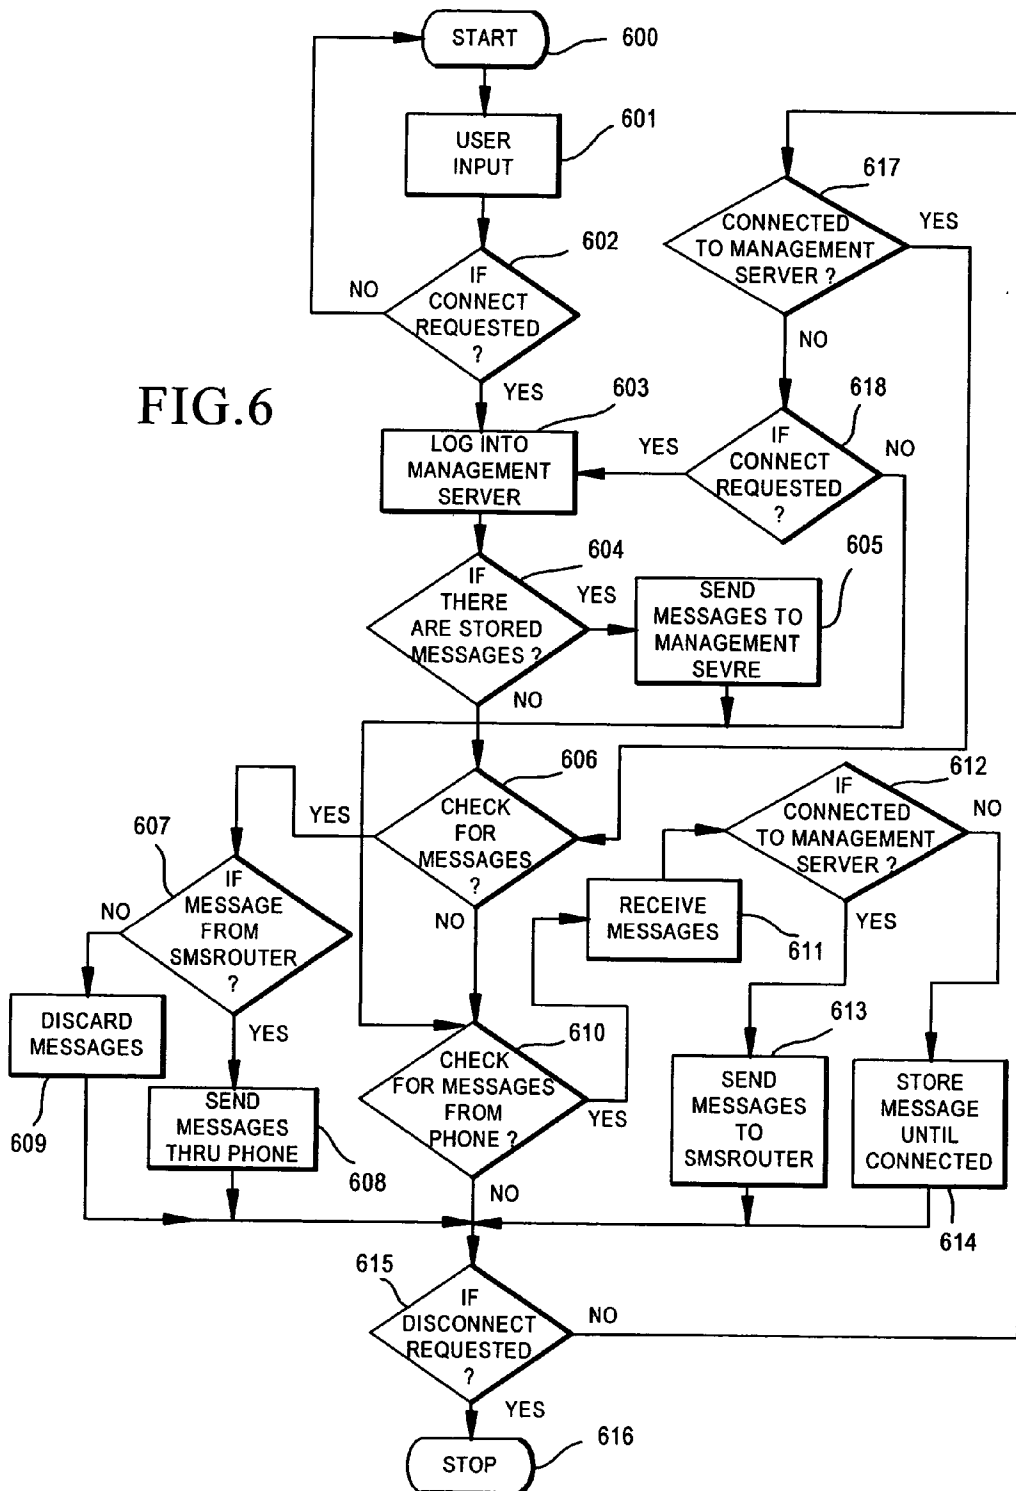 START
600
USER
INPUT
601
IF
CONNECT
REQUESTED
?
602
NO
YES
CONNECTED
TO MANAGEMENT
SERVER ?
617
YES
NO
FIG.6
LOG INTO
MANAGEMENT
SERVER
603
YES
IF
CONNECT
REQUESTED
?
618
NO
IF
THERE
ARE STORED
MESSAGES ?
604
YES
NO
SEND
MESSAGES TO
MANAGEMENT
SEVRE
605
CHECK
FOR
MESSAGES
?
606
YES
NO
IF
CONNECTED
TO MANAGEMENT
SERVER ?
612
NO
YES
607
IF
MESSAGE
FROM
SMSROUTER
?
NO
YES
RECEIVE
MESSAGES
611
DISCARD
MESSAGES
609
SEND
MESSAGES
THRU PHONE
608
CHECK
FOR MESSAGES
FROM
PHONE ?
610
YES
NO
SEND
MESSAGES
TO
SMSROUTER
613
STORE
MESSAGE
UNTIL
CONNECTED
614
615
IF
DISCONNECT
REQUESTED
?
NO
YES
STOP
616